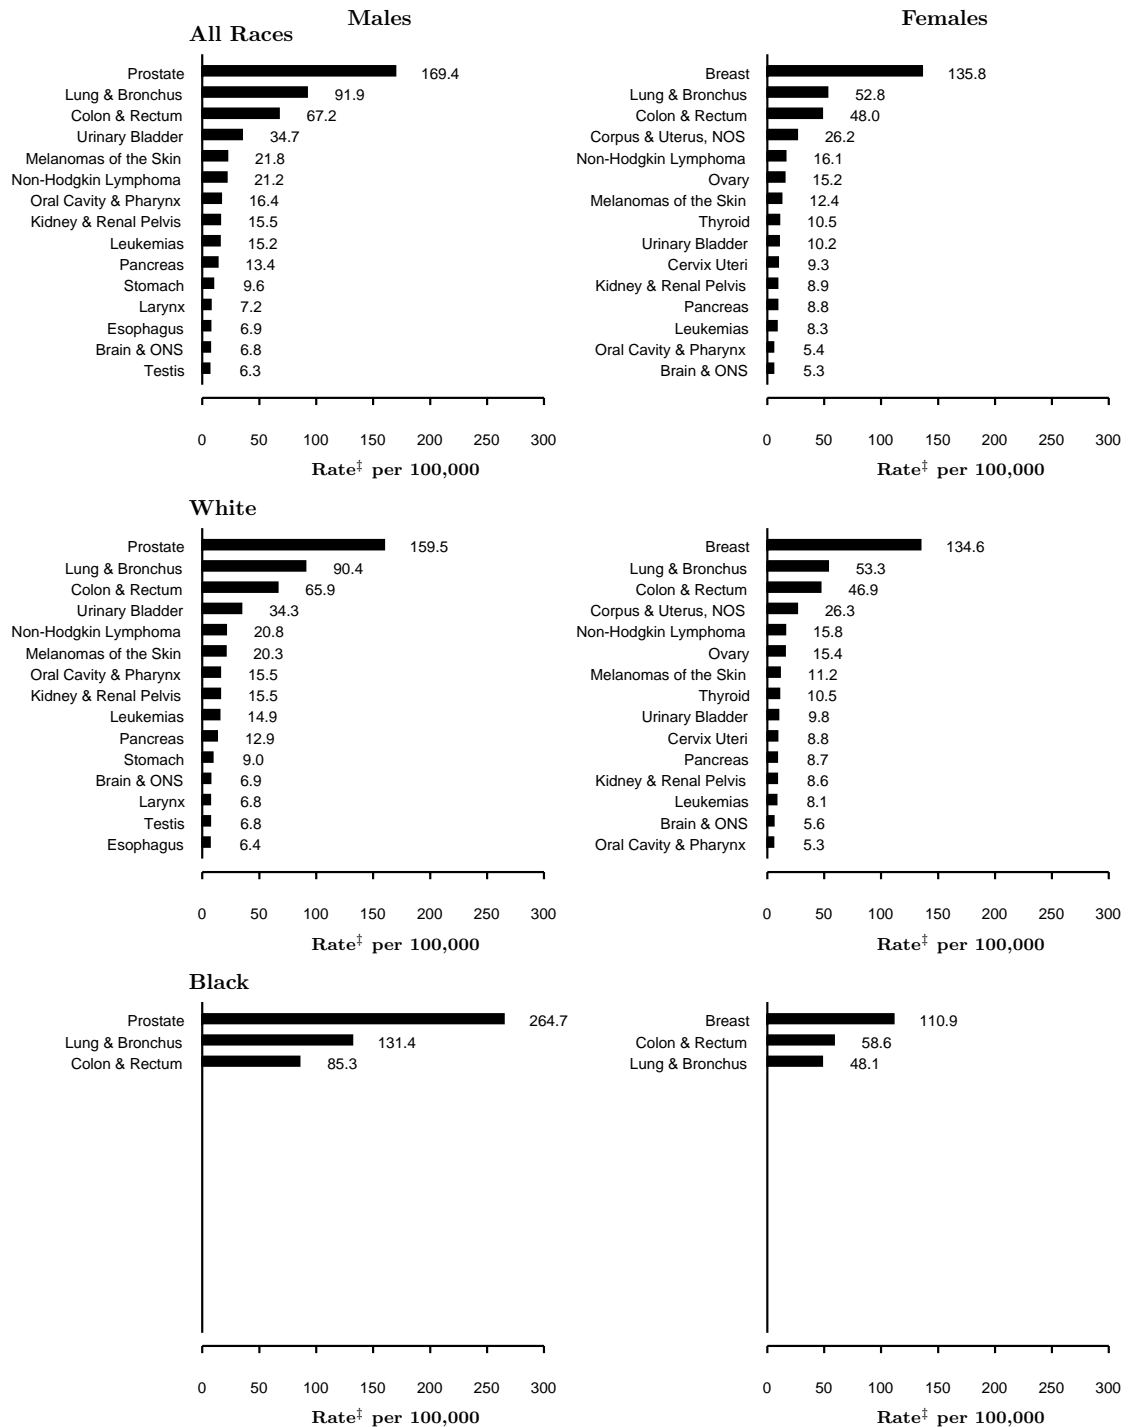 Males Females
All Races
Prostate 169.4 Breast 135.8
Lung & Bronchus 91.9 Lung & Bronchus 52.8
Colon & Rectum 67.2 Colon & Rectum 48.0
Urinary Bladder 34.7 Corpus & Uterus, NOS 26.2
Melanomas of the Skin 21.8 Non-Hodgkin Lymphoma 16.1
Non-Hodgkin Lymphoma 21.2 Ovary 15.2
Oral Cavity & Pharynx 16.4 Melanomas of the Skin 12.4
Kidney & Renal Pelvis 15.5 Thyroid 10.5
Leukemias 15.2 Urinary Bladder 10.2
Pancreas 13.4 Cervix Uteri 9.3
Stomach 9.6 Kidney & Renal Pelvis 8.9
Larynx 7.2 Pancreas 8.8
Esophagus 6.9 Leukemias 8.3
Brain & ONS 6.8 Oral Cavity & Pharynx 5.4
Testis 6.3 Brain & ONS 5.3
0 50 100 150 200 250 300 0 50 100 150 200 250 300
Rate‡ per 100,000 Rate‡ per 100,000
White
Prostate 159.5 Breast 134.6
Lung & Bronchus 90.4 Lung & Bronchus 53.3
Colon & Rectum 65.9 Colon & Rectum 46.9
Urinary Bladder 34.3 Corpus & Uterus, NOS 26.3
Non-Hodgkin Lymphoma 20.8 Non-Hodgkin Lymphoma 15.8
Melanomas of the Skin 20.3 Ovary 15.4
Oral Cavity & Pharynx 15.5 Melanomas of the Skin 11.2
Kidney & Renal Pelvis 15.5 Thyroid 10.5
Leukemias 14.9 Urinary Bladder 9.8
Pancreas 12.9 Cervix Uteri 8.8
Stomach 9.0 Pancreas 8.7
Brain & ONS 6.9 Kidney & Renal Pelvis 8.6
Larynx 6.8 Leukemias 8.1
Testis 6.8 Brain & ONS 5.6
Esophagus 6.4 Oral Cavity & Pharynx 5.3
0 50 100 150 200 250 300 0 50 100 150 200 250 300
Rate‡ per 100,000 Rate‡ per 100,000
Black
Prostate 264.7 Breast 110.9
Lung & Bronchus 131.4 Colon & Rectum 58.6
Colon & Rectum 85.3 Lung & Bronchus 48.1
0 50 100 150 200 250 300 0 50 100 150 200 250 300
Rate‡ per 100,000 Rate‡ per 100,000